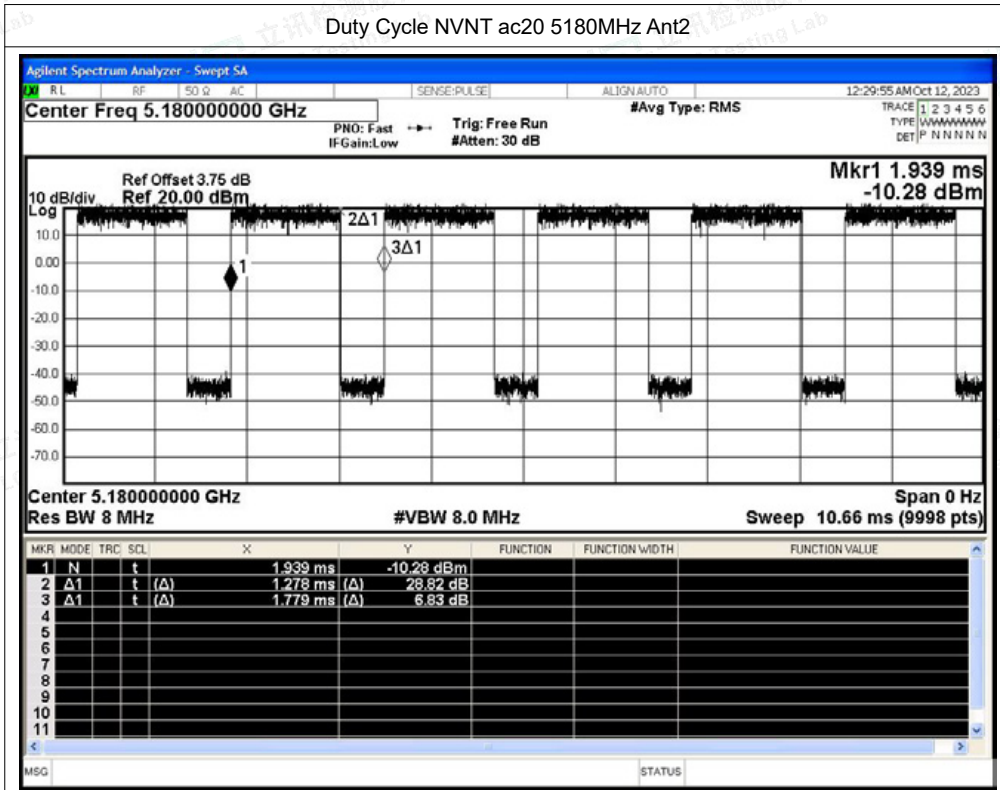 Duty Cycle NVNT ac20 5180MHz Ant2
Agilent Spectrum Analyzer - Swept SA
RL RF 50 Ω AC SENSE:PULSE ALIGN AUTO 12:29:55 AM Oct 12, 2023
Center Freq 5.180000000 GHz #Avg Type: RMS TRACE 1 2 3 4 5 6
PNO: Fast Trig: Free Run TYPE WWWWWW
IFGain:Low #Atten: 30 dB DET P N N N N N
Mkr1 1.939 ms
Ref Offset 3.75 dB
10 dB/div Ref 20.00 dBm -10.28 dBm
Log
2Δ1
10.0
3Δ1
0.00
1
-10.0
-20.0
-30.0
-40.0
-50.0
-60.0
-70.0
Center 5.180000000 GHz Span 0 Hz
Res BW 8 MHz #VBW 8.0 MHz Sweep 10.66 ms (9998 pts)
MKR MODE TRC SCL X Y FUNCTION FUNCTION WIDTH FUNCTION VALUE
1 N t 1.939 ms -10.28 dBm
2 Δ1 t (Δ) 1.278 ms (Δ) 28.82 dB
3 Δ1 t (Δ) 1.779 ms (Δ) 6.83 dB
4
5
6
7
8
9
10
11
MSG STATUS